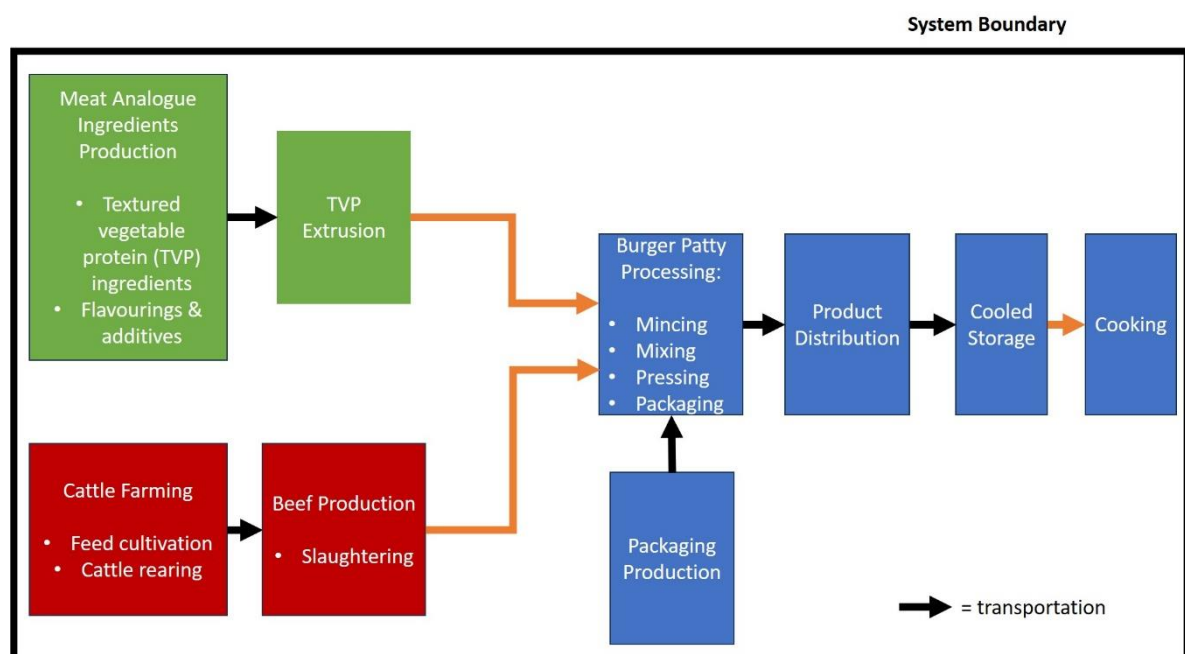 System Boundary
Meat Analogue
Ingredients
Production
• Textured
vegetable
protein (TVP)
ingredients
• Flavourings &
additives
TVP
Extrusion
Cattle Farming
• Feed cultivation
• Cattle rearing
Beef Production
• Slaughtering
Burger Patty
Processing:
• Mincing
• Mixing
• Pressing
• Packaging
Packaging
Production
Product
Distribution
Cooled
Storage
Cooking
= transportation